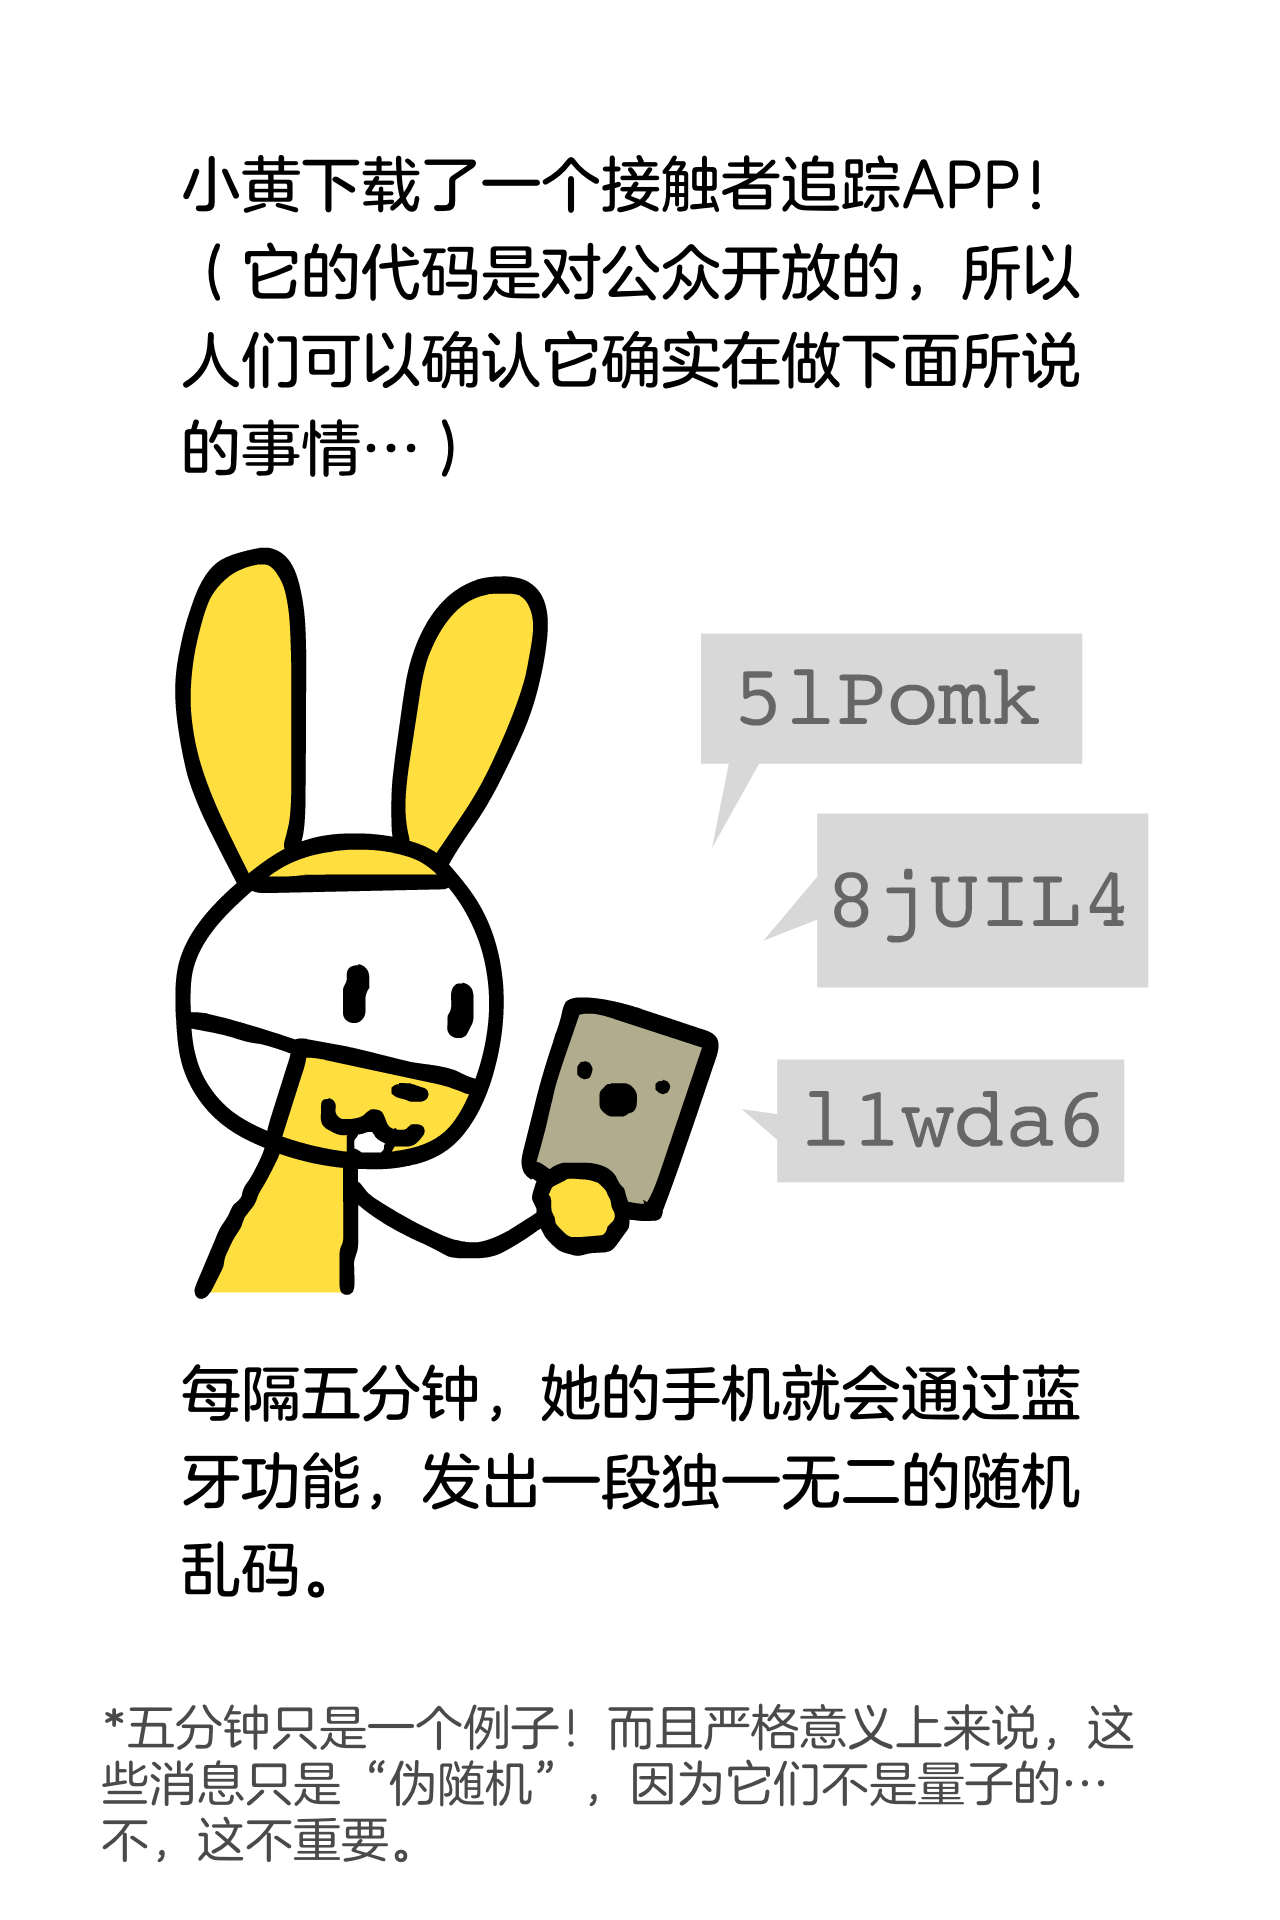 小黄下载了一个接触者追踪APP！
（它的代码是对公众开放的，所以
人们可以确认它确实在做下面所说
的事情…）
5lPomk
8jUIL4
l1wda6
每隔五分钟，她的手机就会通过蓝
牙功能，发出一段独一无二的随机
乱码。
*五分钟只是一个例子！而且严格意义上来说，这
些消息只是“伪随机”，因为它们不是量子的…
不，这不重要。